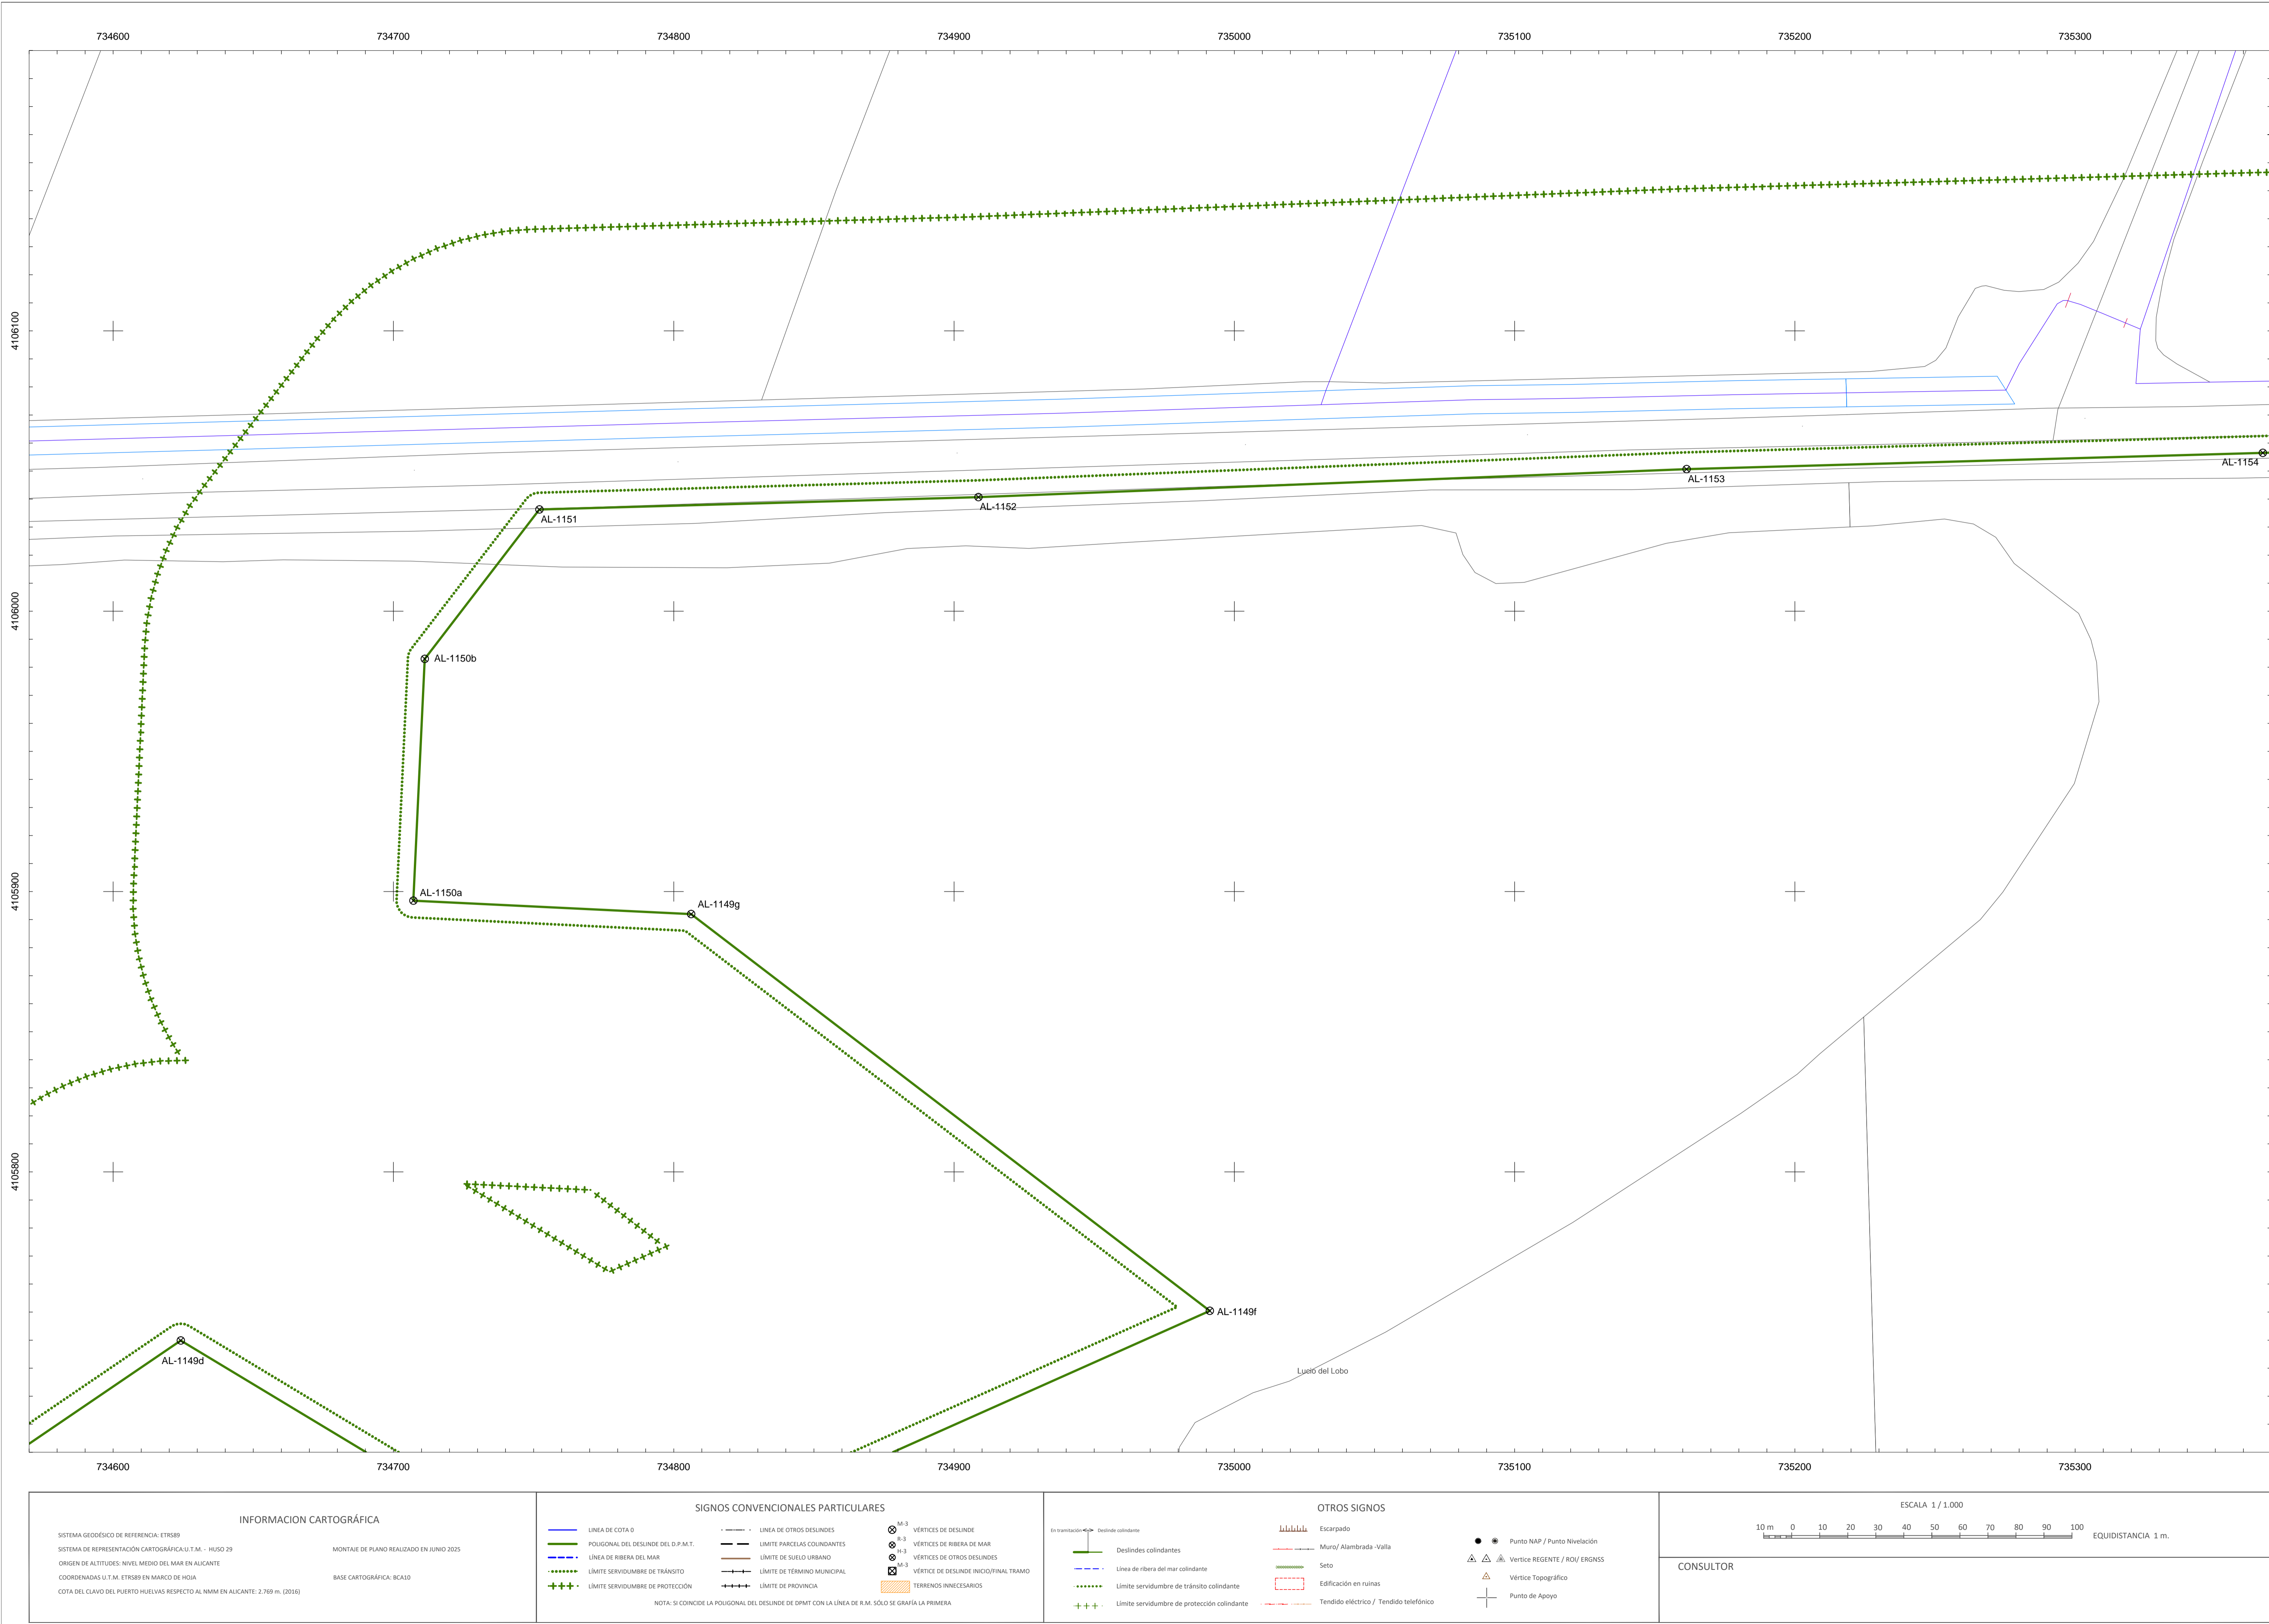 734600 734700 734800 734900 735000 735100 735200 735300
4106100
4106000
4105900
4105800
AL-1154
AL-1153
AL-1152
AL-1151
AL-1150b
AL-1150a
AL-1149g
AL-1149f
AL-1149d
Lucio del Lobo
734600 734700 734800 734900 735000 735100 735200 735300
INFORMACION CARTOGRÁFICA
SISTEMA GEODÉSICO DE REFERENCIA: ETRS89
SISTEMA DE REPRESENTACIÓN CARTOGRÁFICA:U.T.M. - HUSO 29
MONTAJE DE PLANO REALIZADO EN JUNIO 2025
ORIGEN DE ALTITUDES: NIVEL MEDIO DEL MAR EN ALICANTE
COORDENADAS U.T.M. ETRS89 EN MARCO DE HOJA
BASE CARTOGRÁFICA: BCA10
COTA DEL CLAVO DEL PUERTO HUELVAS RESPECTO AL NMM EN ALICANTE: 2.769 m. (2016)
SIGNOS CONVENCIONALES PARTICULARES
LINEA DE COTA 0
POLIGONAL DEL DESLINDE DEL D.P.M.T.
LÍNEA DE RIBERA DEL MAR
LÍMITE SERVIDUMBRE DE TRÁNSITO
LÍMITE SERVIDUMBRE DE PROTECCIÓN
LINEA DE OTROS DESLINDES
LIMITE PARCELAS COLINDANTES
LÍMITE DE SUELO URBANO
LÍMITE DE TÉRMINO MUNICIPAL
LÍMITE DE PROVINCIA
M-3
VÉRTICES DE DESLINDE
R-3
VÉRTICES DE RIBERA DE MAR
H-3
VÉRTICES DE OTROS DESLINDES
M-3
VÉRTICE DE DESLINDE INICIO/FINAL TRAMO
TERRENOS INNECESARIOS
NOTA: SI COINCIDE LA POLIGONAL DEL DESLINDE DE DPMT CON LA LÍNEA DE R.M. SÓLO SE GRAFÍA LA PRIMERA
OTROS SIGNOS
En tramitación Deslinde colindante
Deslindes colindantes
Línea de ribera del mar colindante
Límite servidumbre de tránsito colindante
Límite servidumbre de protección colindante
Escarpado
Muro/ Alambrada -Valla
Seto
Edificación en ruinas
Tendido eléctrico / Tendido telefónico
Punto NAP / Punto Nivelación
Vertice REGENTE / ROI/ ERGNSS
Vértice Topográfico
Punto de Apoyo
ESCALA 1 / 1.000
10 m 0 10 20 30 40 50 60 70 80 90 100
EQUIDISTANCIA 1 m.
CONSULTOR